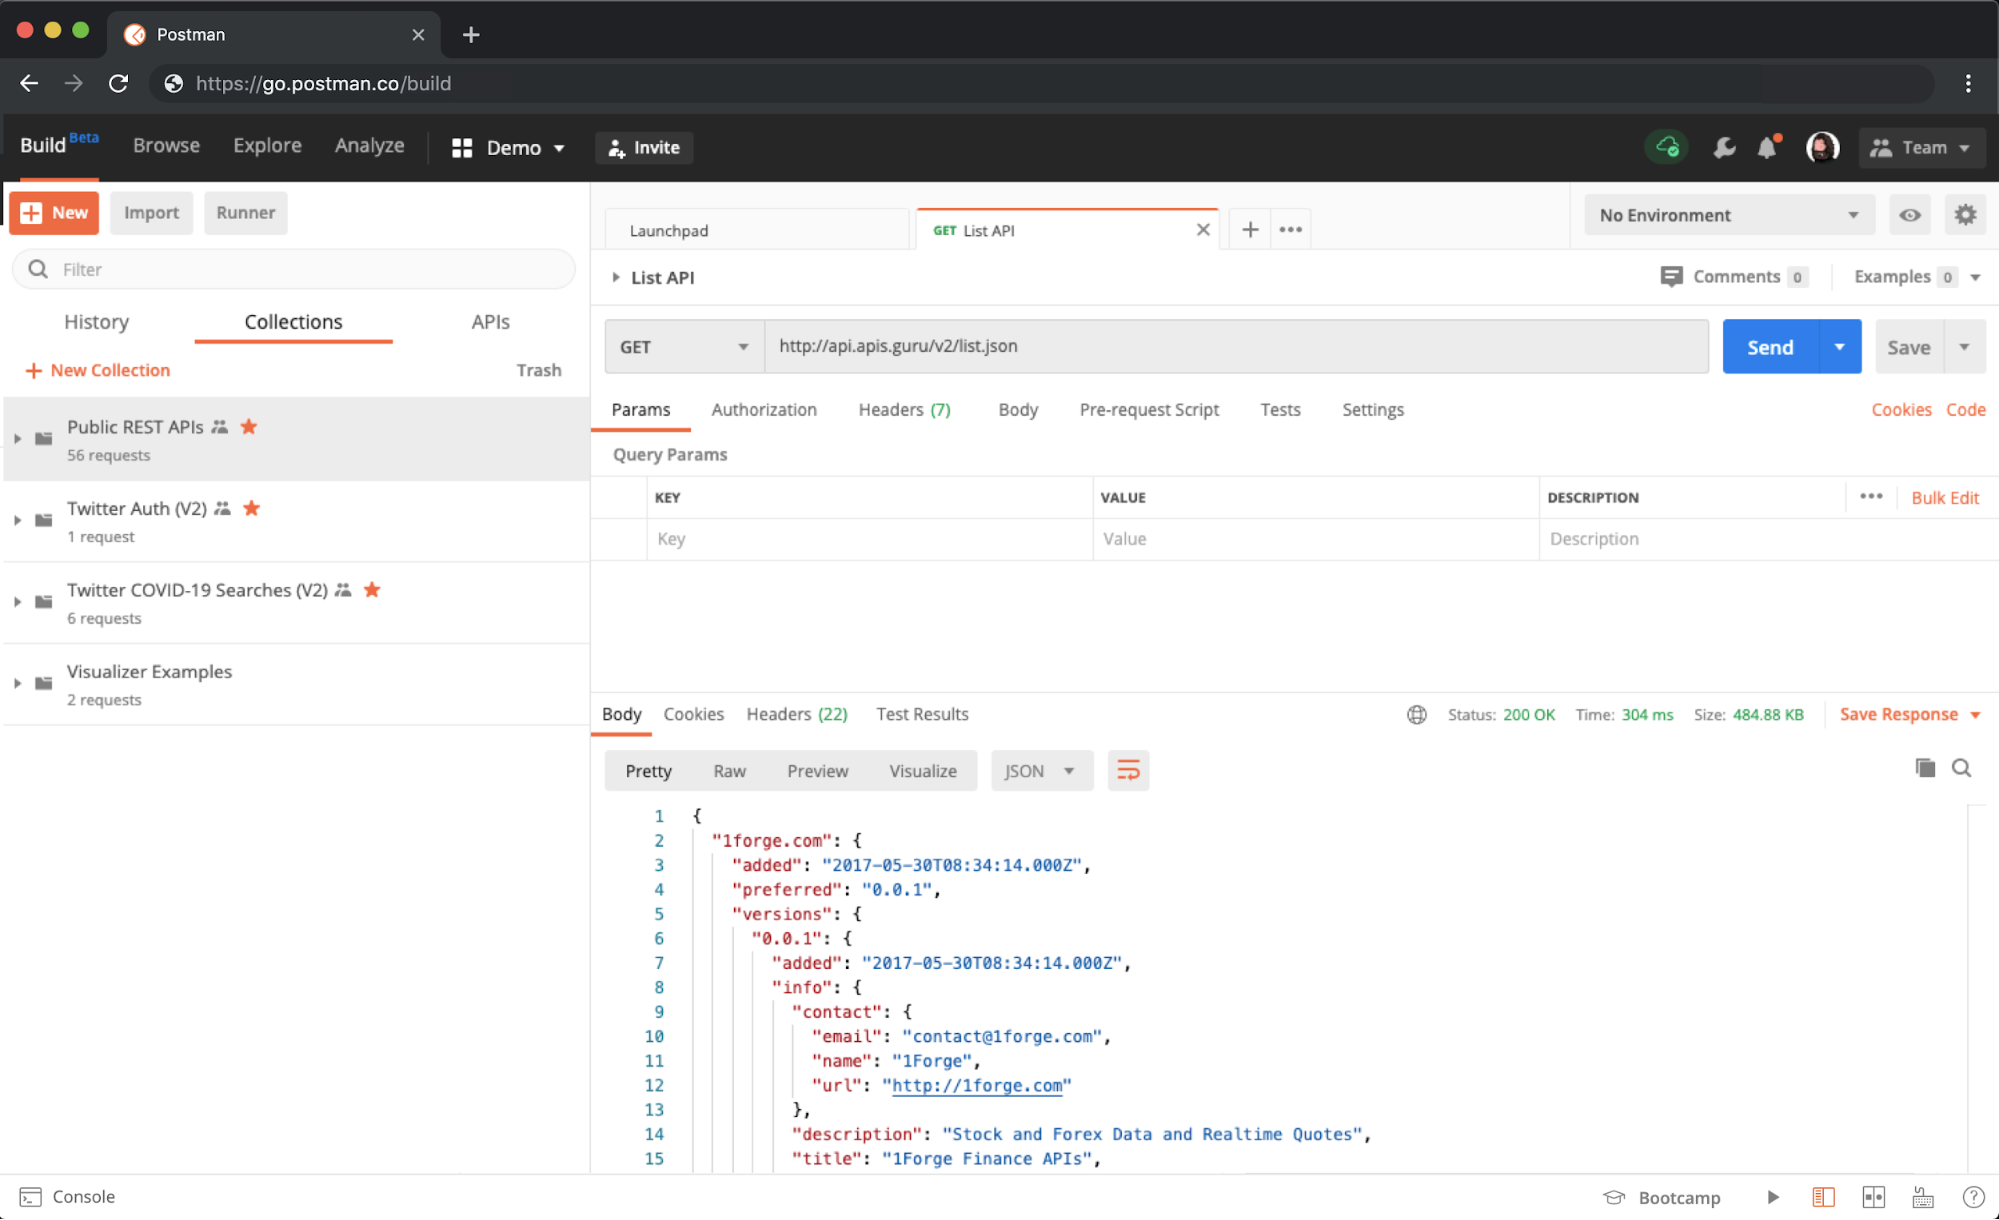 Postman
https://go.postman.co/build
Build Beta Browse Explore Analyze Demo Invite Team
New Import Runner
Filter
History Collections APIs
New Collection Trash
Public REST APIs
56 requests
Twitter Auth (V2)
1 request
Twitter COVID-19 Searches (V2)
6 requests
Visualizer Examples
2 requests
Launchpad GET List API No Environment
List API Comments 0 Examples 0
GET http://api.apis.guru/v2/list.json Send Save
Params Authorization Headers (7) Body Pre-request Script Tests Settings Cookies Code
Query Params
KEY VALUE DESCRIPTION Bulk Edit
Key Value Description
Body Cookies Headers (22) Test Results Status: 200 OK Time: 304 ms Size: 484.88 KB Save Response
Pretty Raw Preview Visualize JSON
1 {
2 "1forge.com": {
3 "added": "2017-05-30T08:34:14.000Z",
4 "preferred": "0.0.1",
5 "versions": {
6 "0.0.1": {
7 "added": "2017-05-30T08:34:14.000Z",
8 "info": {
9 "contact": {
10 "email": "contact@1forge.com",
11 "name": "1Forge",
12 "url": "http://1forge.com"
13 },
14 "description": "Stock and Forex Data and Realtime Quotes",
15 "title": "1Forge Finance APIs",
Console Bootcamp